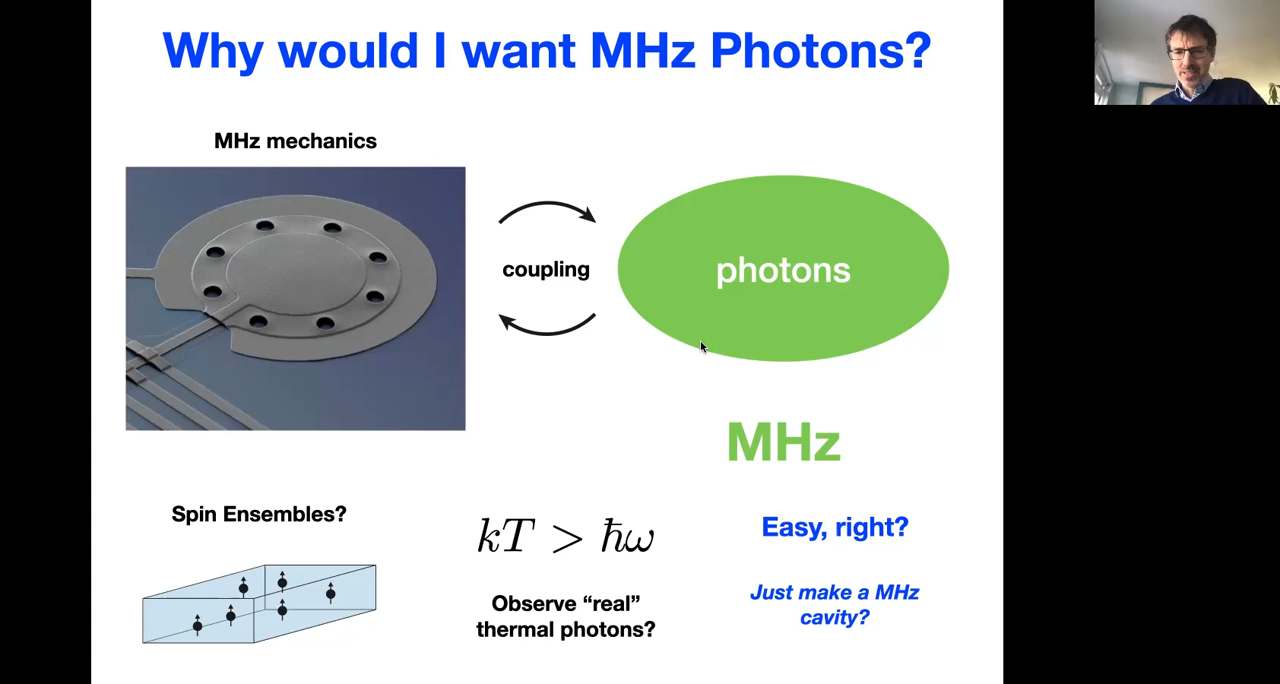 Why would I want MHz Photons?
MHz mechanics
coupling
photons
MHz
Spin Ensembles?
kT > ħω
Observe “real”
thermal photons?
Easy, right?
Just make a MHz
cavity?